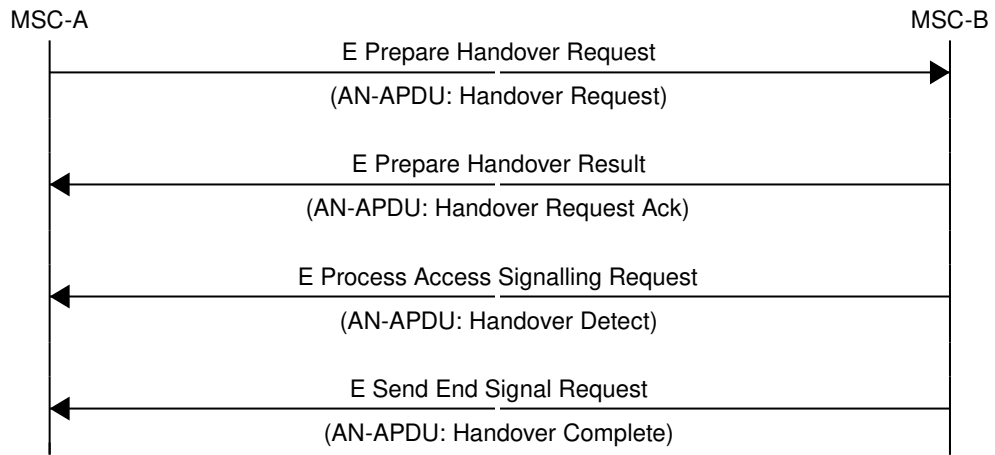 MSC-A MSC-B
E Prepare Handover Request
(AN-APDU: Handover Request)
E Prepare Handover Result
(AN-APDU: Handover Request Ack)
E Process Access Signalling Request
(AN-APDU: Handover Detect)
E Send End Signal Request
(AN-APDU: Handover Complete)